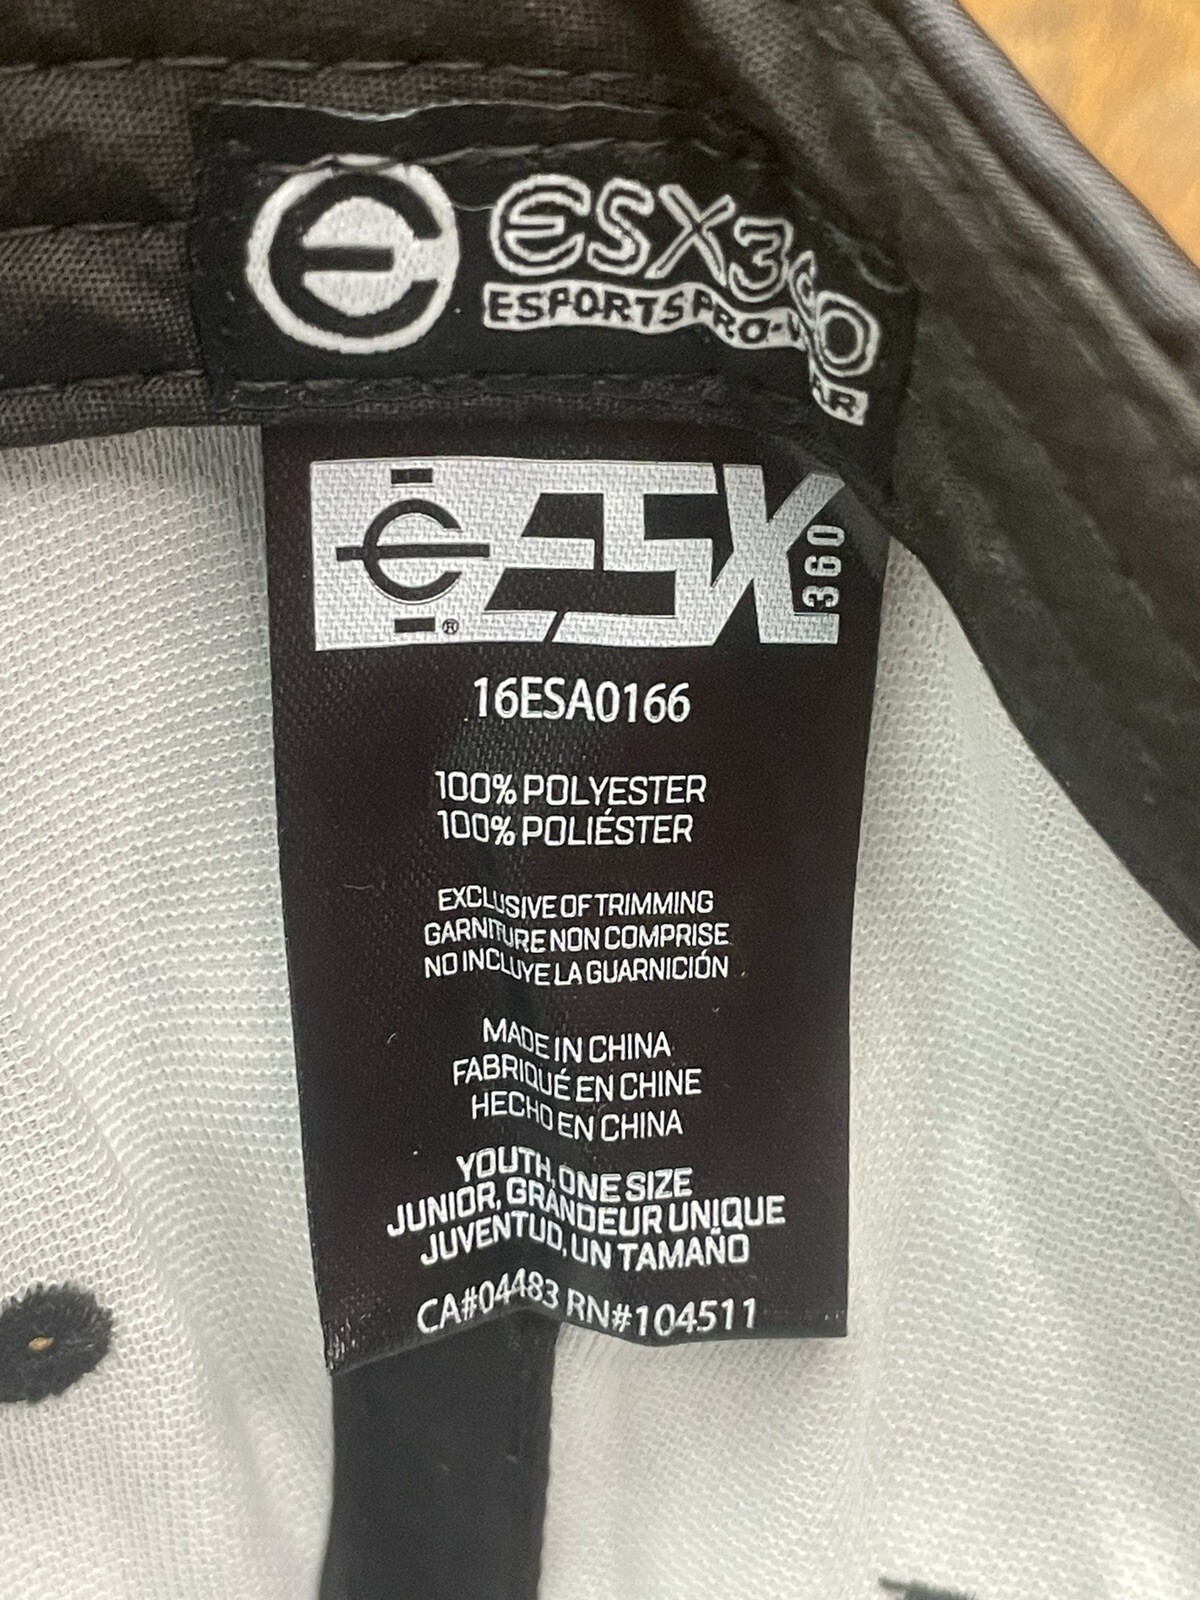 e ESX360
ESPORTS PRO-WEAR
ESX 360
®
16ESA0166
100% POLYESTER
100% POLIÉSTER
EXCLUSIVE OF TRIMMING
GARNITURE NON COMPRISE
NO INCLUYE LA GUARNICIÓN
MADE IN CHINA
FABRIQUÉ EN CHINE
HECHO EN CHINA
YOUTH, ONE SIZE
JUNIOR, GRANDEUR UNIQUE
JUVENTUD, UN TAMAÑO
CA#04483 RN#104511